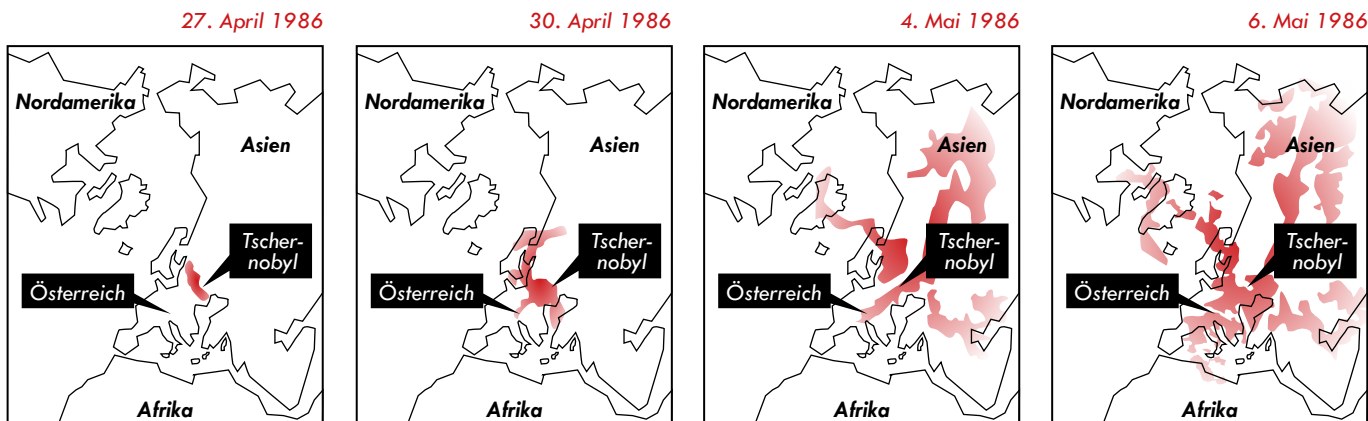 27. April 1986
Nordamerika
Asien
Tscher-
nobyl
Österreich
Afrika
30. April 1986
Nordamerika
Asien
Tscher-
nobyl
Österreich
Afrika
4. Mai 1986
Nordamerika
Asien
Tscher-
nobyl
Österreich
Afrika
6. Mai 1986
Nordamerika
Asien
Tscher-
nobyl
Österreich
Afrika